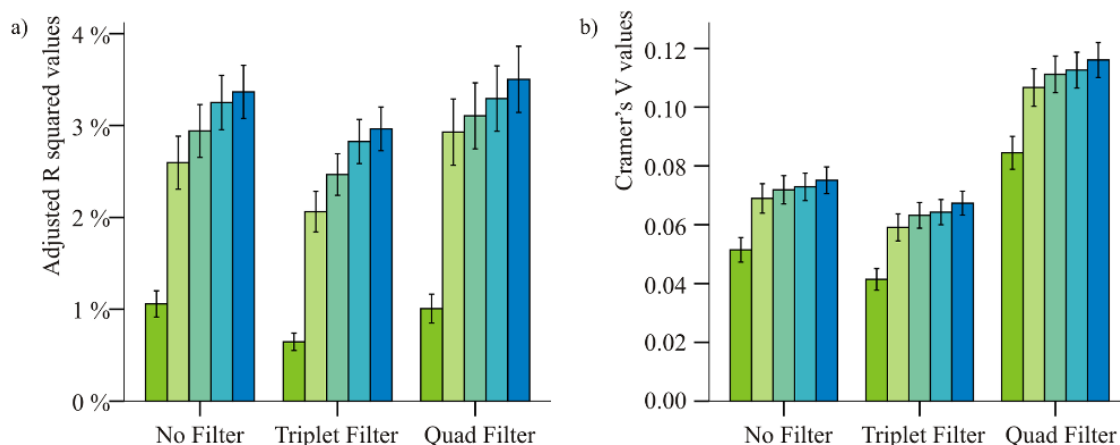 a)
Adjusted R squared values
4 %
3 %
2 %
1 %
0 %
No Filter
Triplet Filter
Quad Filter
b)
Cramer's V values
0.12
0.10
0.08
0.06
0.04
0.02
0.00
No Filter
Triplet Filter
Quad Filter